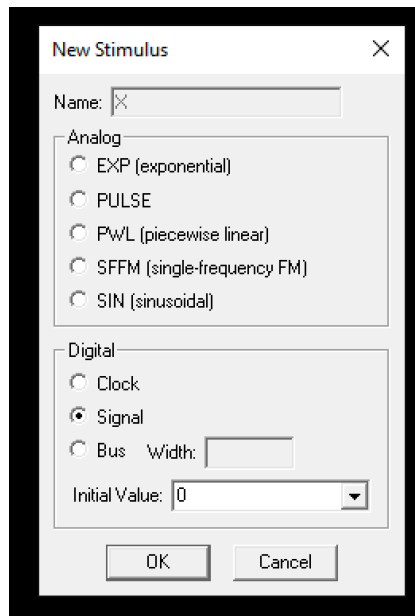 New Stimulus
Name: X
Analog
EXP (exponential)
PULSE
PWL (piecewise linear)
SFFM (single-frequency FM)
SIN (sinusoidal)
Digital
Clock
Signal
Bus Width:
Initial Value: 0
OK Cancel